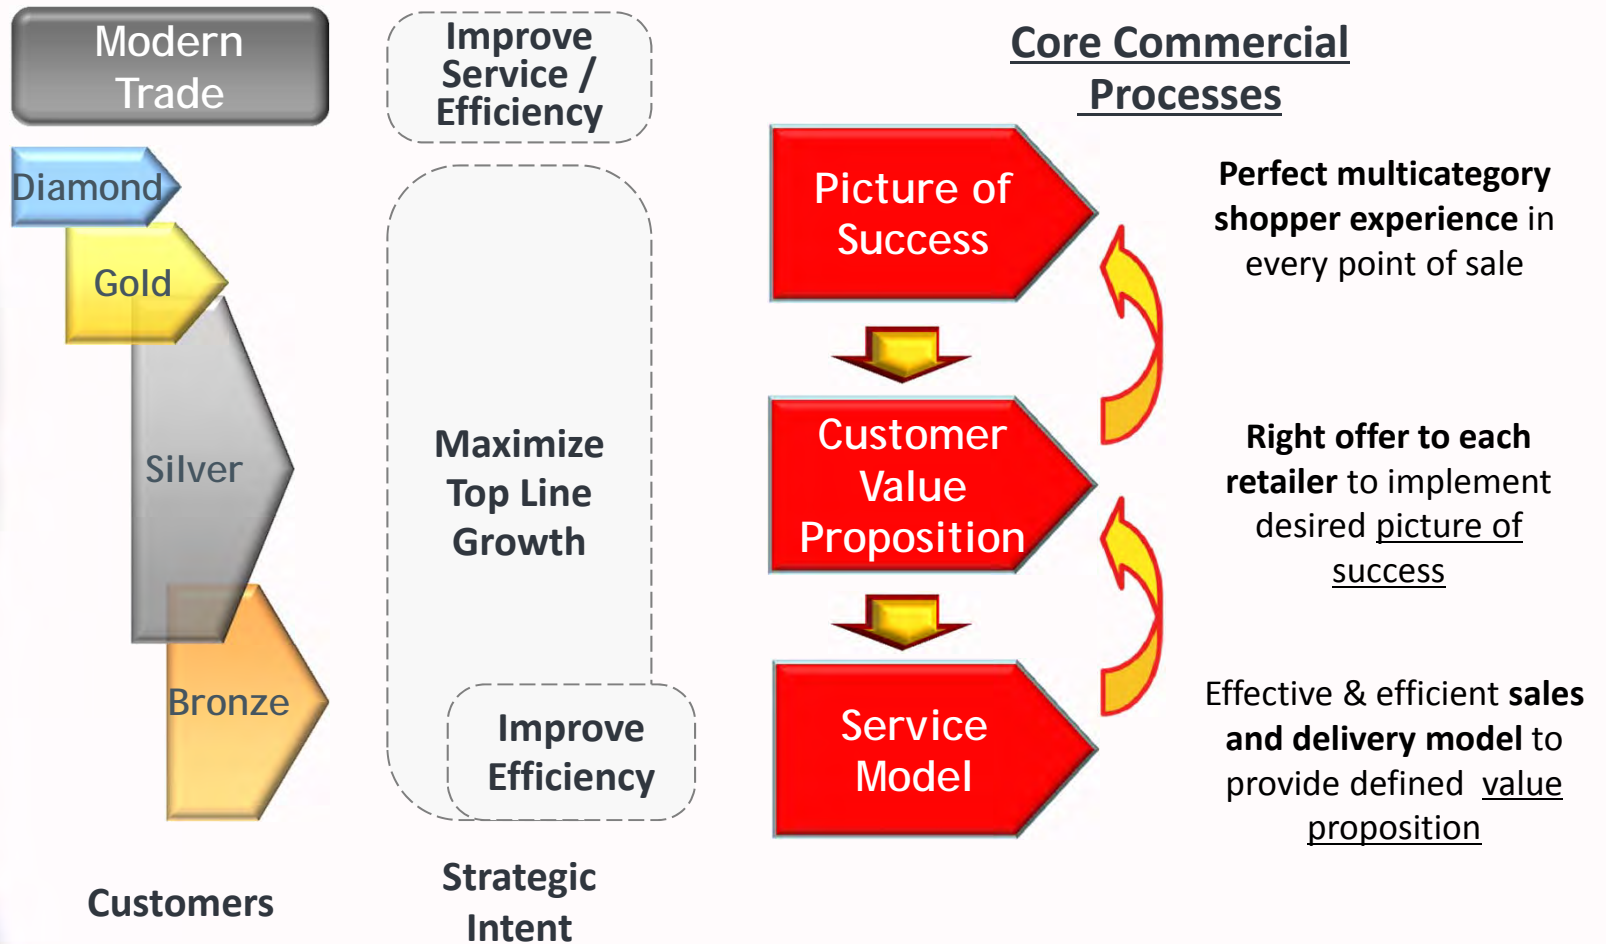 Modern
Trade
Diamond
Gold
Silver
Bronze
Customers
Improve
Service /
Efficiency
Maximize
Top Line
Growth
Improve
Efficiency
Strategic
Intent
Core Commercial
Processes
Picture of
Success
Perfect multicategory
shopper experience in
every point of sale
Customer
Value
Proposition
Right offer to each
retailer to implement
desired picture of
success
Service
Model
Effective & efficient sales
and delivery model to
provide defined value
proposition